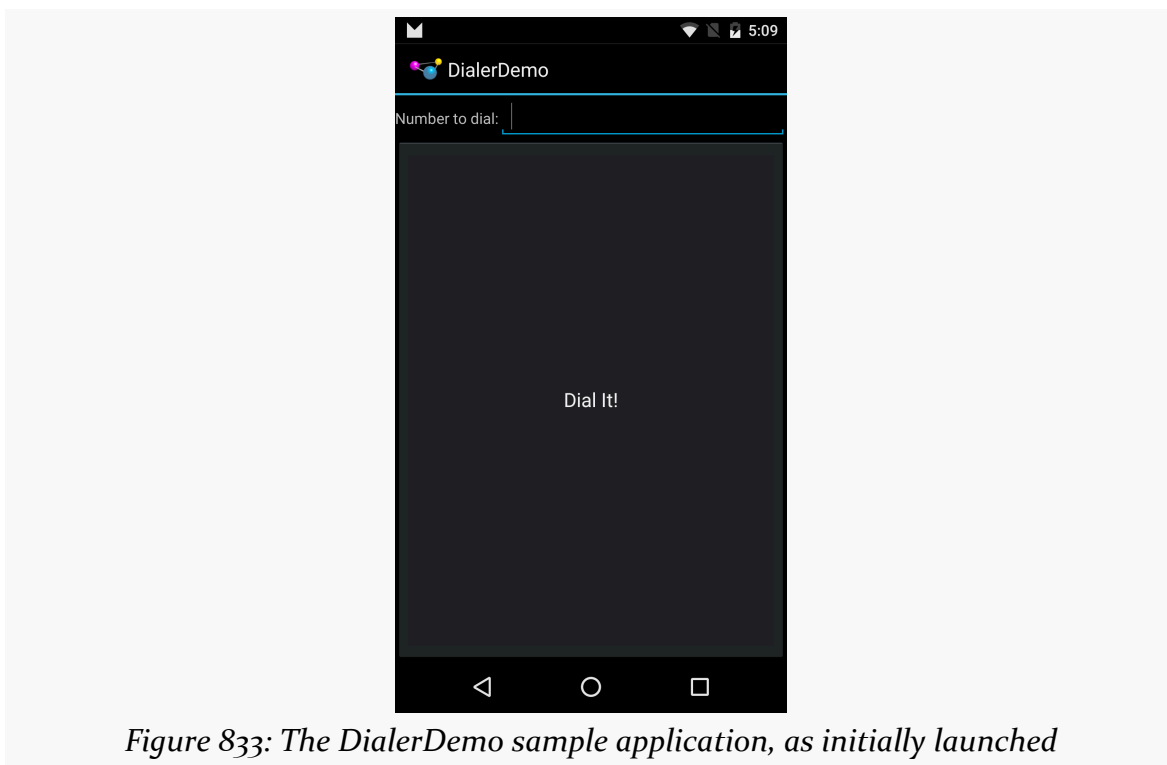 5:09
DialerDemo
Number to dial:
Dial It!
Figure 833: The DialerDemo sample application, as initially launched